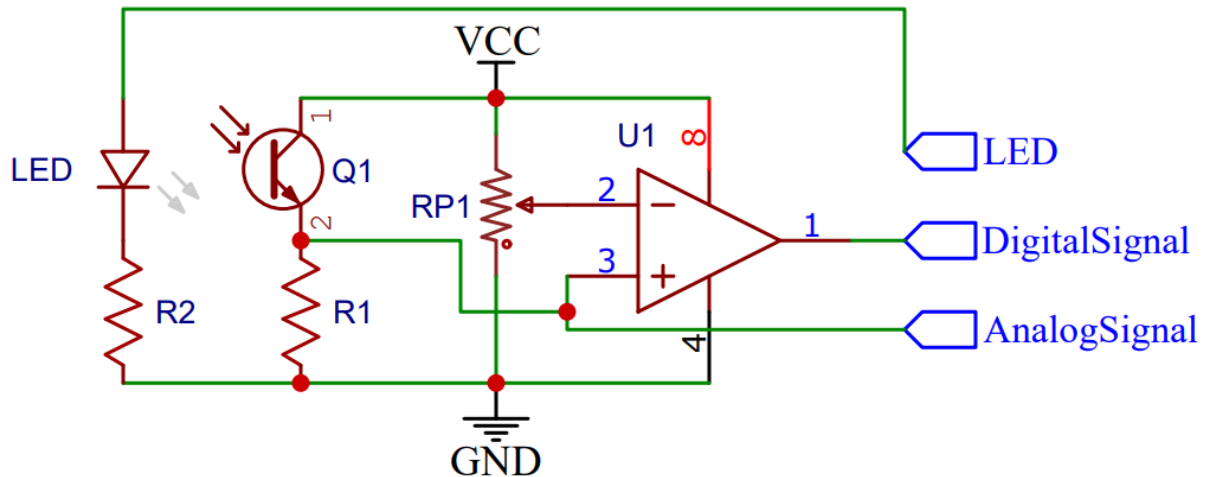 VCC
U1
8
1
LED
LED
Q1
2
RP1
2
1
DigitalSignal
3
R2
R1
AnalogSignal
4
GND